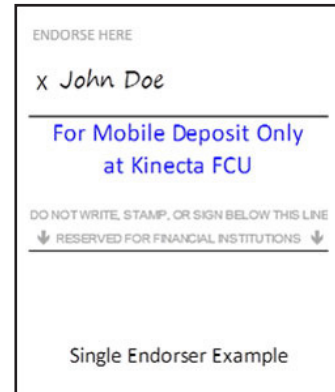 ENDORSE HERE
x John Doe
For Mobile Deposit Only
at Kinecta FCU
DO NOT WRITE, STAMP, OR SIGN BELOW THIS LINE
↓ RESERVED FOR FINANCIAL INSTITUTIONS ↓
Single Endorser Example